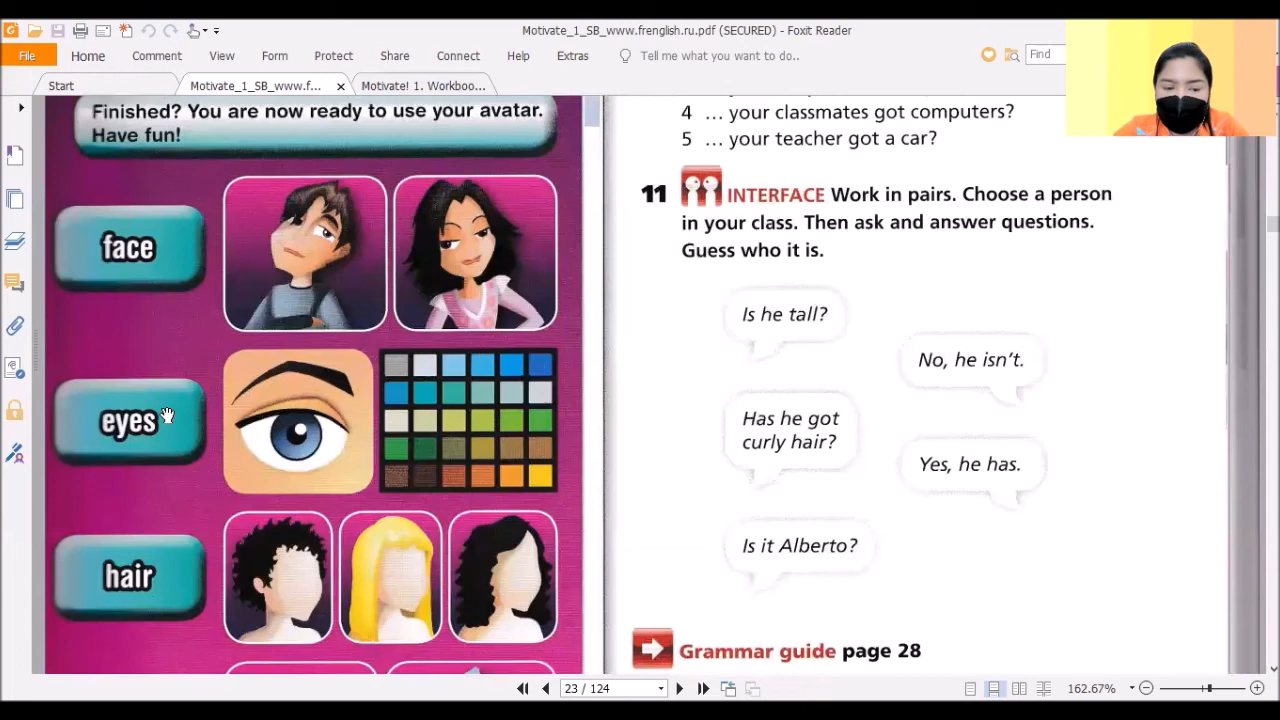 Motivate_1_SB_www.frenglish.ru.pdf (SECURED) - Foxit Reader
File Home Comment View Form Protect Share Connect Help Extras Tell me what you want to do.. Find
Start Motivate_1_SB_www.f... Motivate! 1. Workboo...
Finished? You are now ready to use your avatar.
Have fun!
face
eyes
hair
4 ... your classmates got computers?
5 ... your teacher got a car?
11 INTERFACE Work in pairs. Choose a person
in your class. Then ask and answer questions.
Guess who it is.
Is he tall?
No, he isn't.
Has he got
curly hair?
Yes, he has.
Is it Alberto?
Grammar guide page 28
23 / 124
162.67%